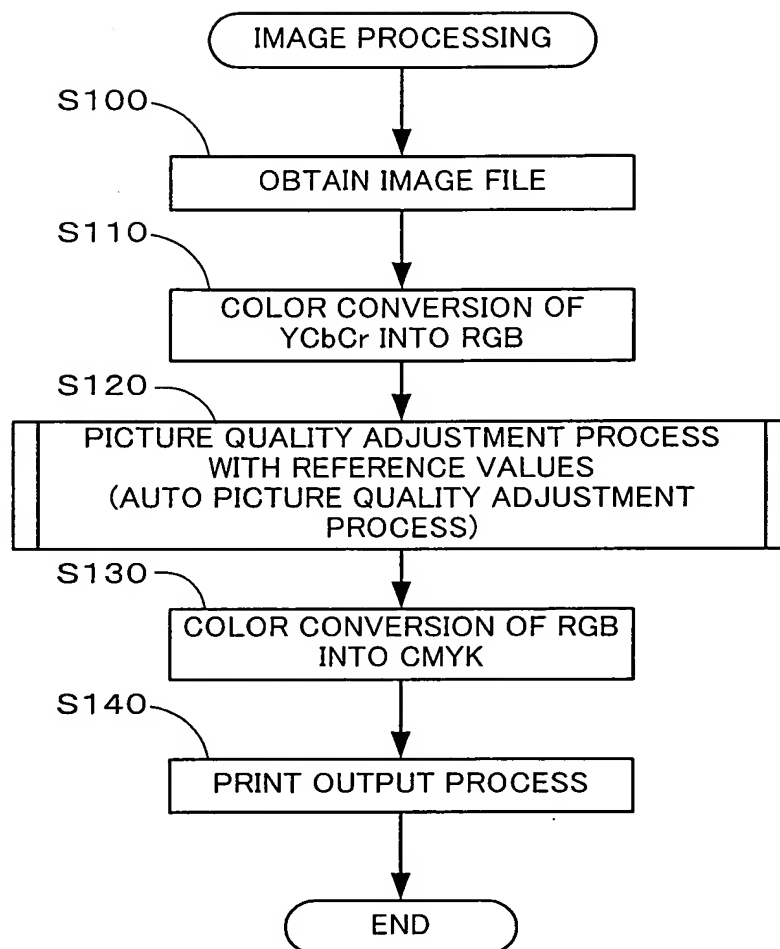 IMAGE PROCESSING
S100
OBTAIN IMAGE FILE
S110
COLOR CONVERSION OF
YCbCr INTO RGB
S120
PICTURE QUALITY ADJUSTMENT PROCESS
WITH REFERENCE VALUES
(AUTO PICTURE QUALITY ADJUSTMENT
PROCESS)
S130
COLOR CONVERSION OF RGB
INTO CMYK
S140
PRINT OUTPUT PROCESS
END